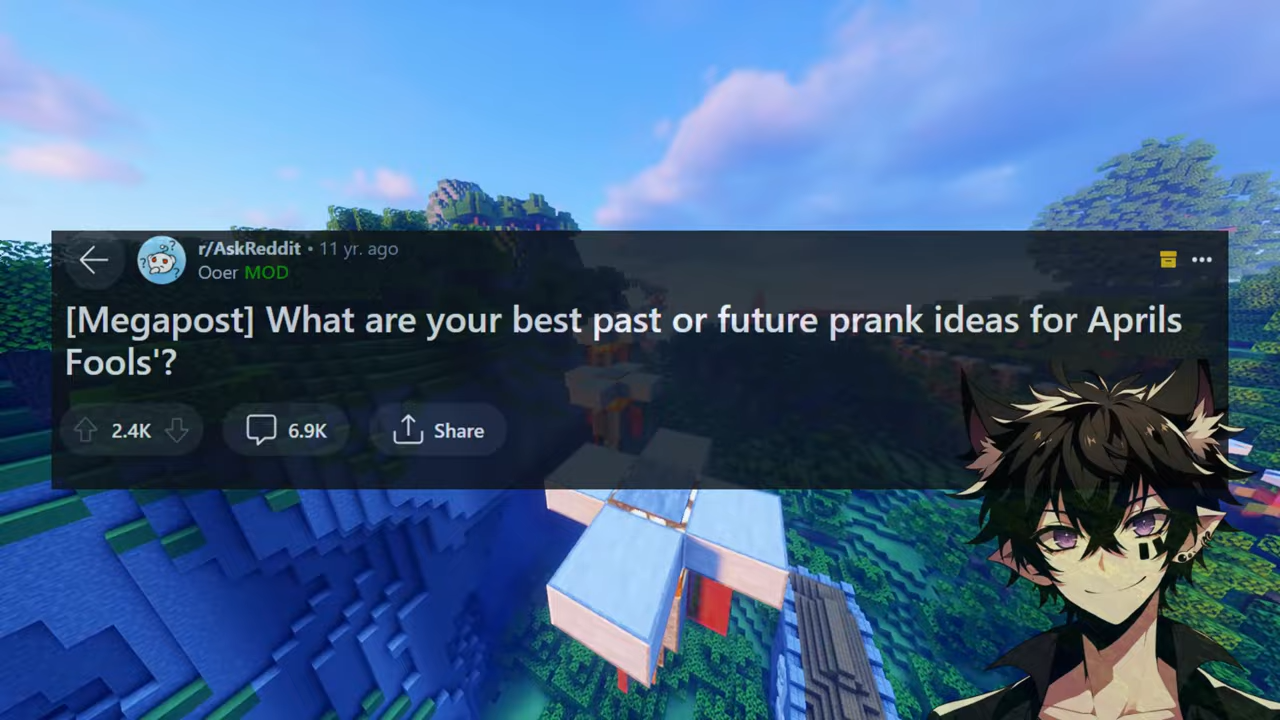 r/AskReddit • 11 yr. ago
Ooer MOD
[Megapost] What are your best past or future prank ideas for Aprils
Fools'?
2.4K 6.9K Share